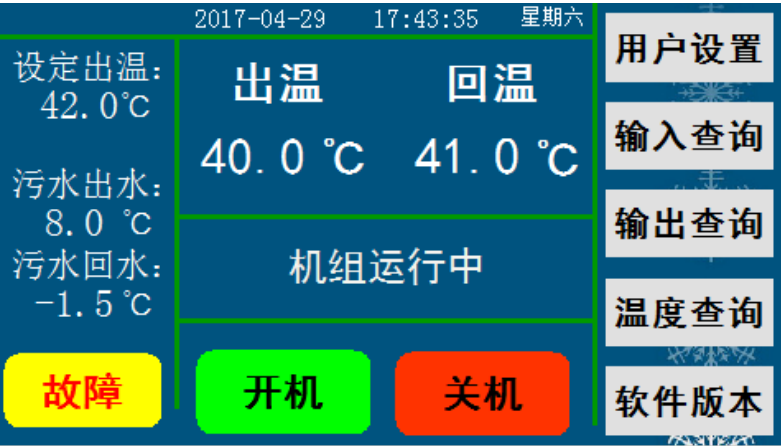 2017-04-29 17:43:35 星期六
设定出温:
42.0℃
污水出水:
8.0 ℃
污水回水:
-1.5℃
故障
出温 回温
40.0 ℃ 41.0 ℃
机组运行中
开机 关机
用户设置
输入查询
输出查询
温度查询
软件版本